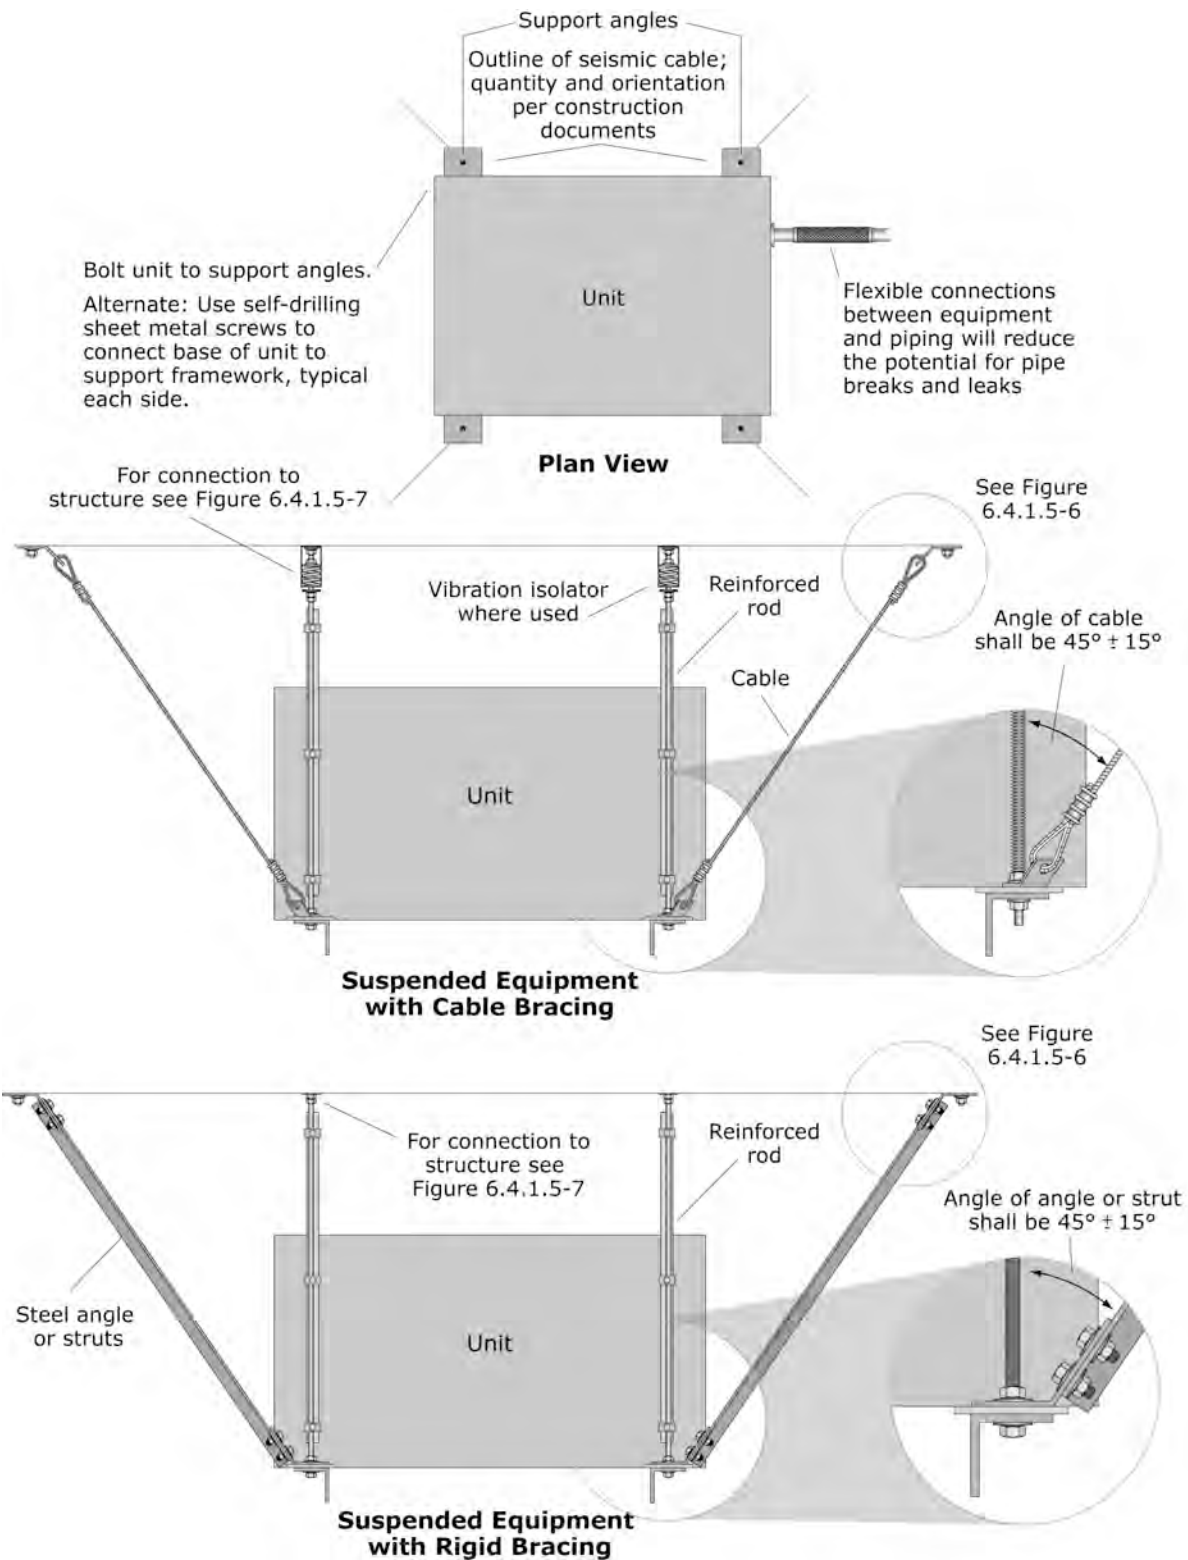 Support angles
Outline of seismic cable;
quantity and orientation
per construction
documents
Bolt unit to support angles.
Alternate: Use self-drilling
sheet metal screws to
connect base of unit to
support framework, typical
each side.
Unit
Flexible connections
between equipment
and piping will reduce
the potential for pipe
breaks and leaks
Plan View
For connection to
structure see Figure 6.4.1.5-7
See Figure
6.4.1.5-6
Vibration isolator
where used
Reinforced
rod
Angle of cable
shall be 45° ± 15°
Cable
Unit
Suspended Equipment
with Cable Bracing
See Figure
6.4.1.5-6
For connection to
structure see
Figure 6.4.1.5-7
Reinforced
rod
Angle of angle or strut
shall be 45° ± 15°
Steel angle
or struts
Unit
Suspended Equipment
with Rigid Bracing